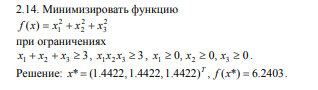 2.14. Минимизировать функцию
f(x) = x₁² + x₂² + x₃²
при ограничениях
x₁ + x₂ + x₃ ≥ 3, x₁x₂x₃ ≥ 3, x₁ ≥ 0, x₂ ≥ 0, x₃ ≥ 0.
Решение: x* = (1.4422, 1.4422, 1.4422)ᵀ, f(x*) = 6.2403.